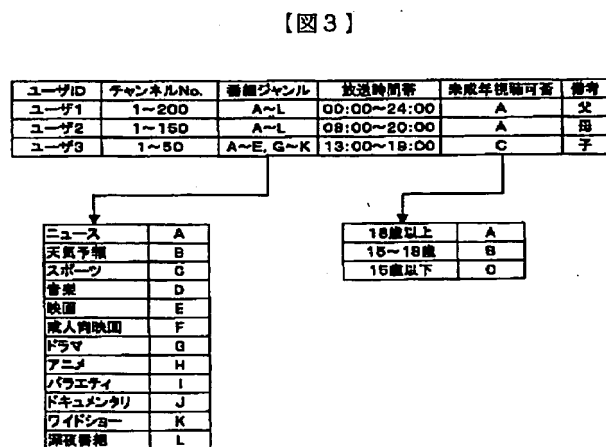 【図3】
ユーザID チャンネルNo. 番組ジャンル 放送時間帯 未成年視聴可否 備考
ユーザ1 1~200 A~L 00:00~24:00 A 父
ユーザ2 1~150 A~L 08:00~20:00 A 母
ユーザ3 1~50 A~E, G~K 13:00~18:00 C 子
ニュース A
天気予報 B
スポーツ C
音楽 D
映画 E
成人向映画 F
ドラマ G
アニメ H
バラエティ I
ドキュメンタリ J
ワイドショー K
深夜番組 L
18歳以上 A
15~18歳 B
15歳以下 C